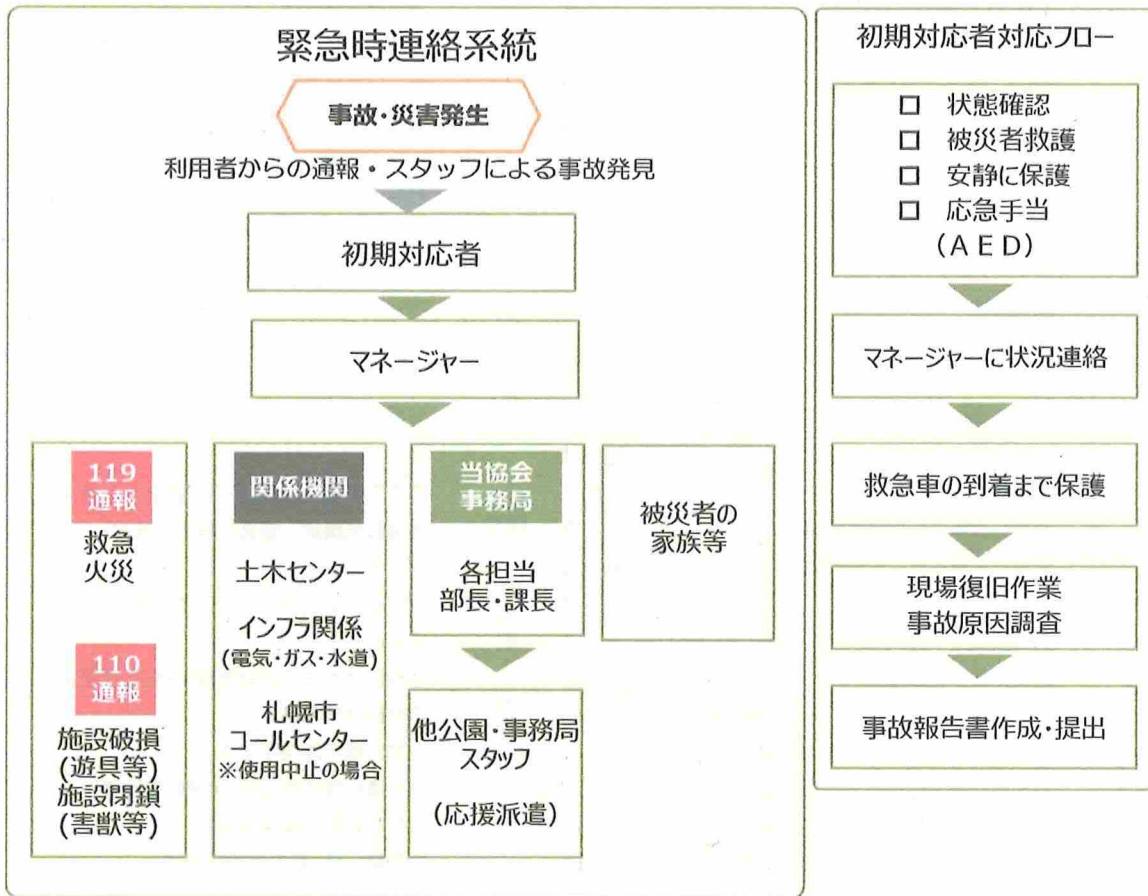 緊急時連絡系統
事故・災害発生
利用者からの通報・スタッフによる事故発見
初期対応者
マネージャー
119
通報
救急
火災
110
通報
施設破損
(遊具等)
施設閉鎖
(害獣等)
関係機関
土木センター
インフラ関係
(電気・ガス・水道)
札幌市
コールセンター
※使用中止の場合
当協会
事務局
各担当
部長・課長
他公園・事務局
スタッフ
(応援派遣)
被災者の
家族等
初期対応者対応フロー
□ 状態確認
□ 被災者救護
□ 安静に保護
□ 応急手当
(AED)
マネージャーに状況連絡
救急車の到着まで保護
現場復旧作業
事故原因調査
事故報告書作成・提出